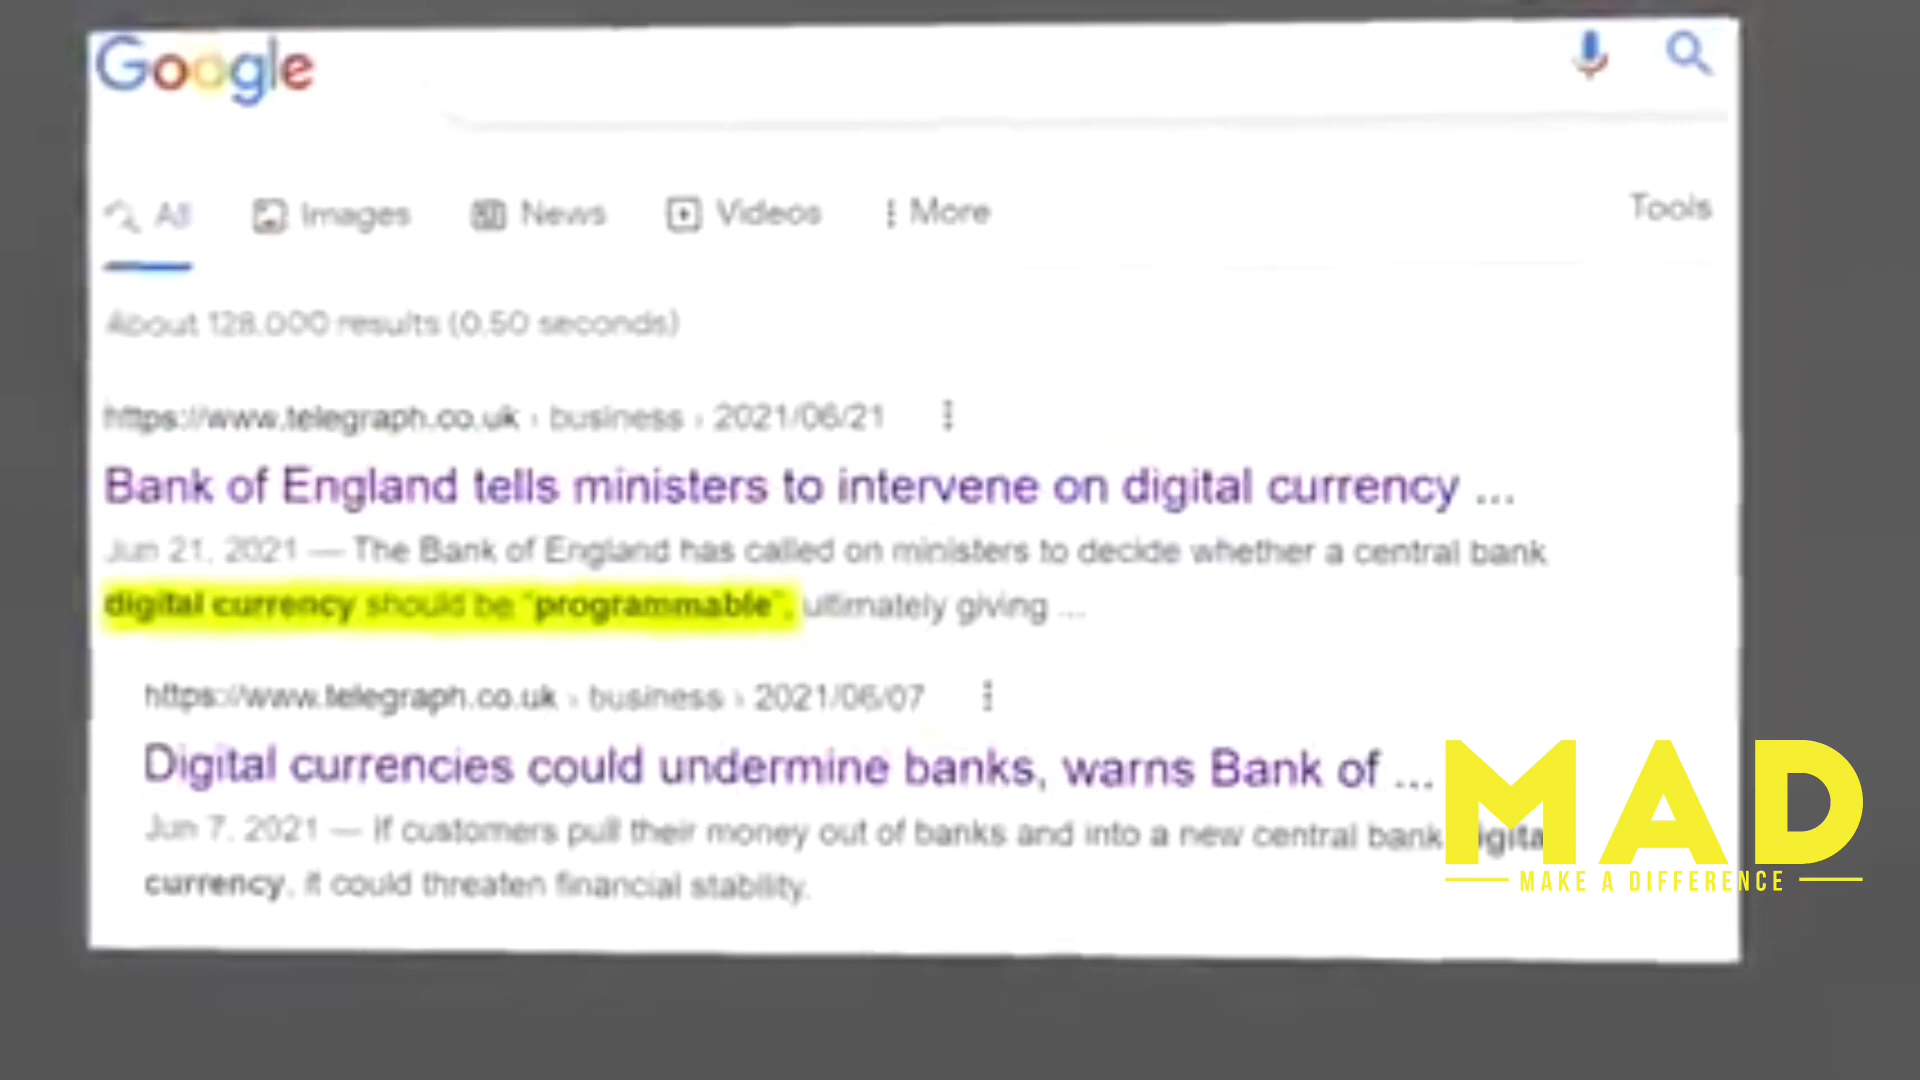 Google
All Images News Videos More Tools
About 128,000 results (0.50 seconds)
https://www.telegraph.co.uk › business › 2021/06/21
Bank of England tells ministers to intervene on digital currency ...
Jun 21, 2021 — The Bank of England has called on ministers to decide whether a central bank
digital currency should be "programmable", ultimately giving ...
https://www.telegraph.co.uk › business › 2021/06/07
Digital currencies could undermine banks, warns Bank of ...
Jun 7, 2021 — If customers pull their money out of banks and into a new central bank digita
currency, it could threaten financial stability.
MAD
MAKE A DIFFERENCE